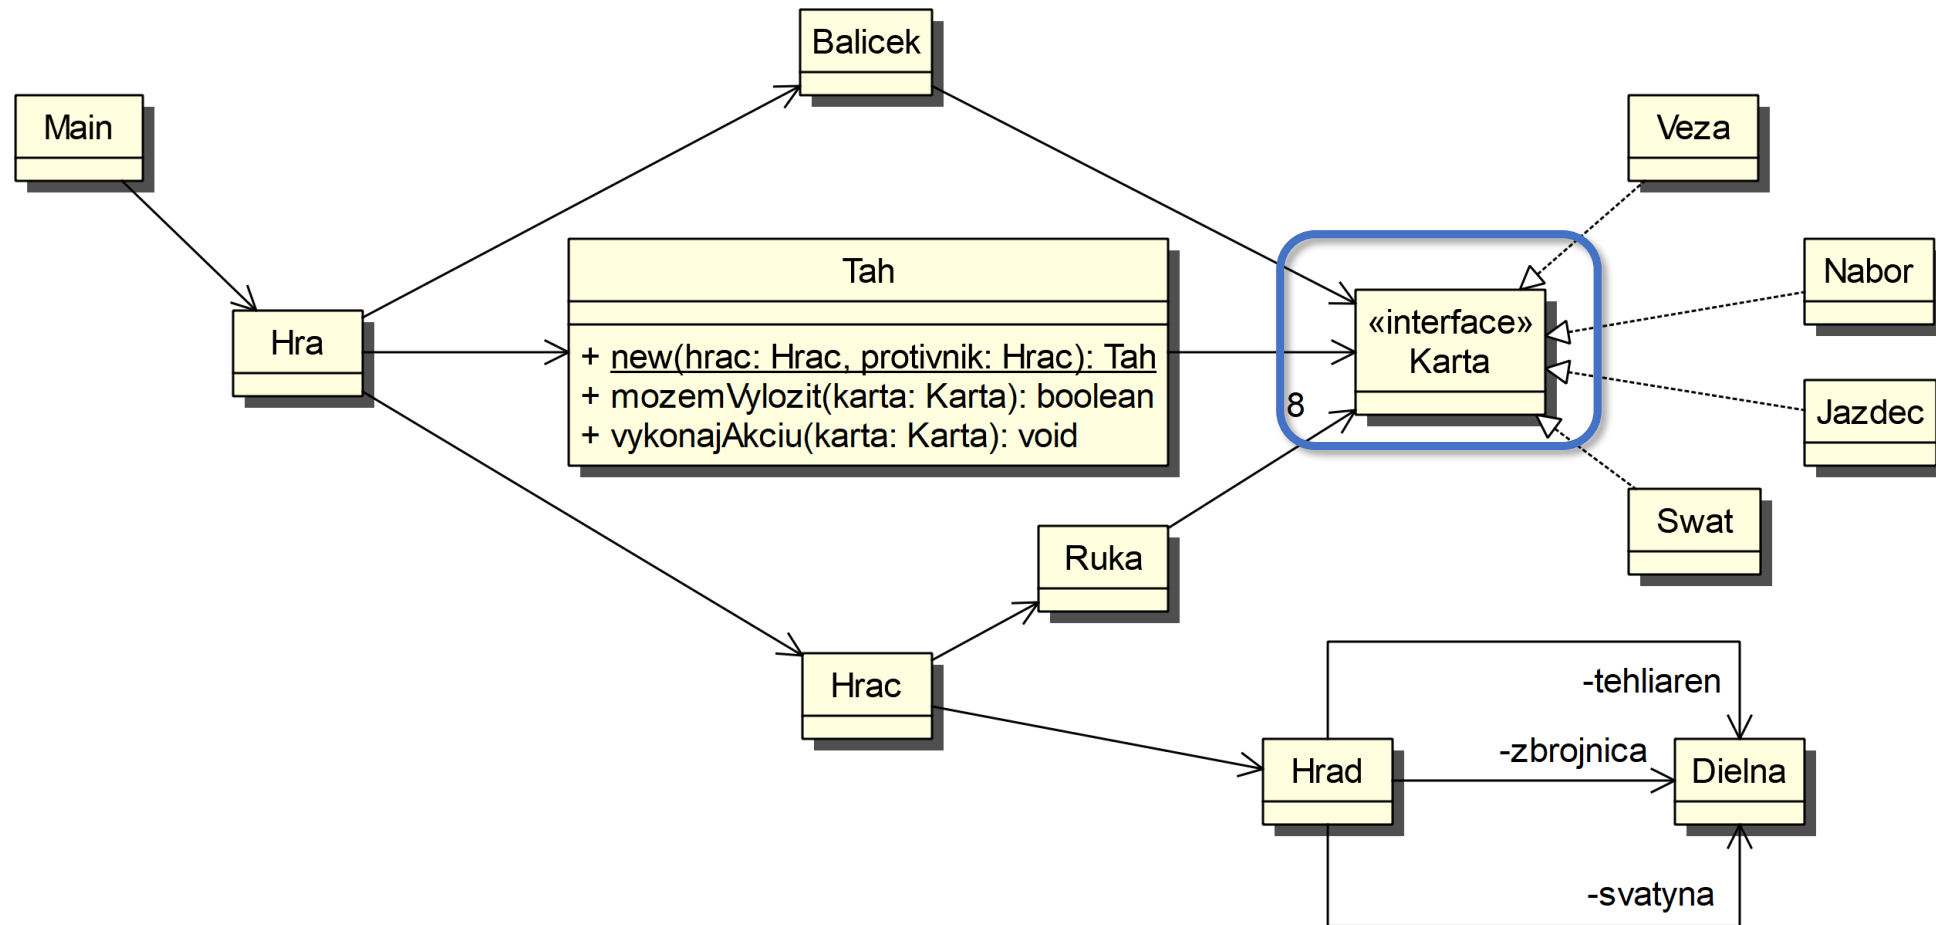 Balicek
Main
Veza
Tah
Nabor
«interface»
Karta
Hra
+ new(hrac: Hrac, protivnik: Hrac): Tah
+ mozemVylozit(karta: Karta): boolean
+ vykonajAkciu(karta: Karta): void
8
Jazdec
Swat
Ruka
Hrac
-tehliaren
-zbrojnica
Hrad
Dielna
-svatyna